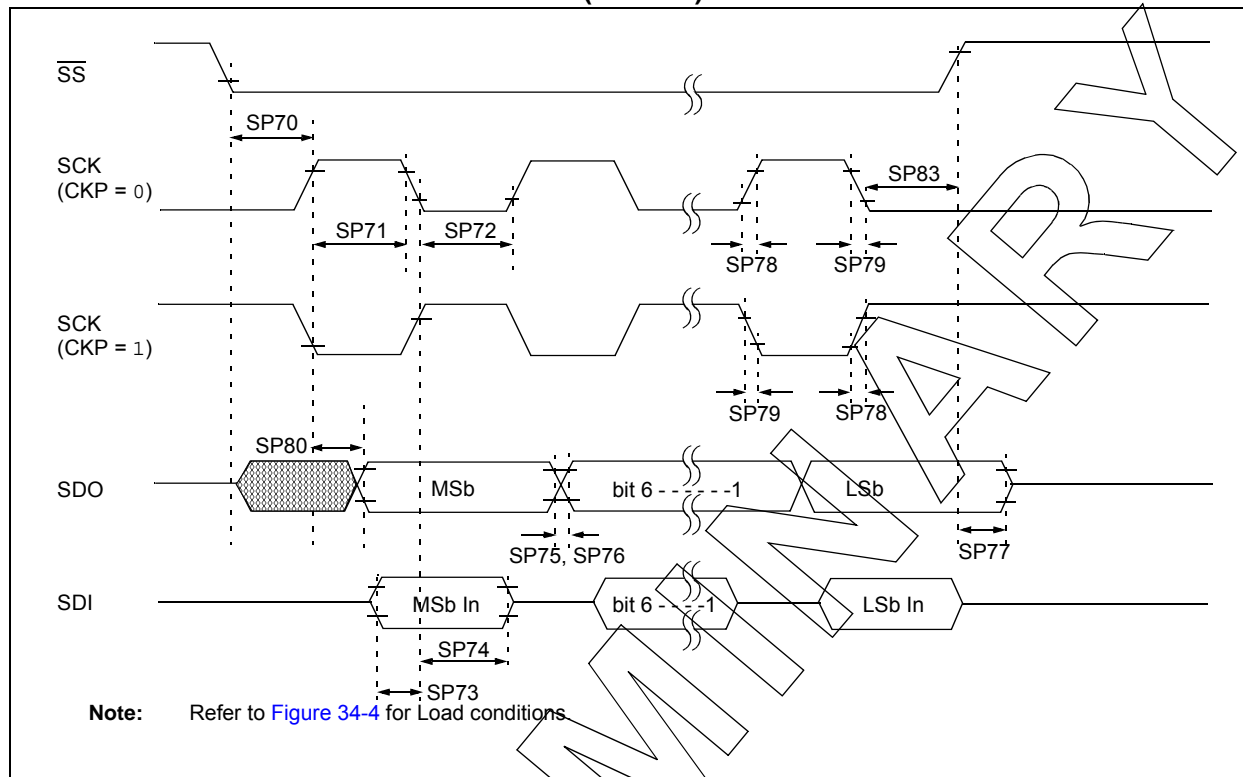 SS
SP70
SCK
(CKP = 0)
SP83
SP71
SP72
SP78
SP79
SCK
(CKP = 1)
SP79
SP78
SP80
SDO
MSb
bit 6 - - - - - -1
LSb
SP75, SP76
SP77
SDI
MSb In
bit 6 - - - -1
LSb In
SP74
SP73
Note: Refer to Figure 34-4 for Load conditions.
MINARY